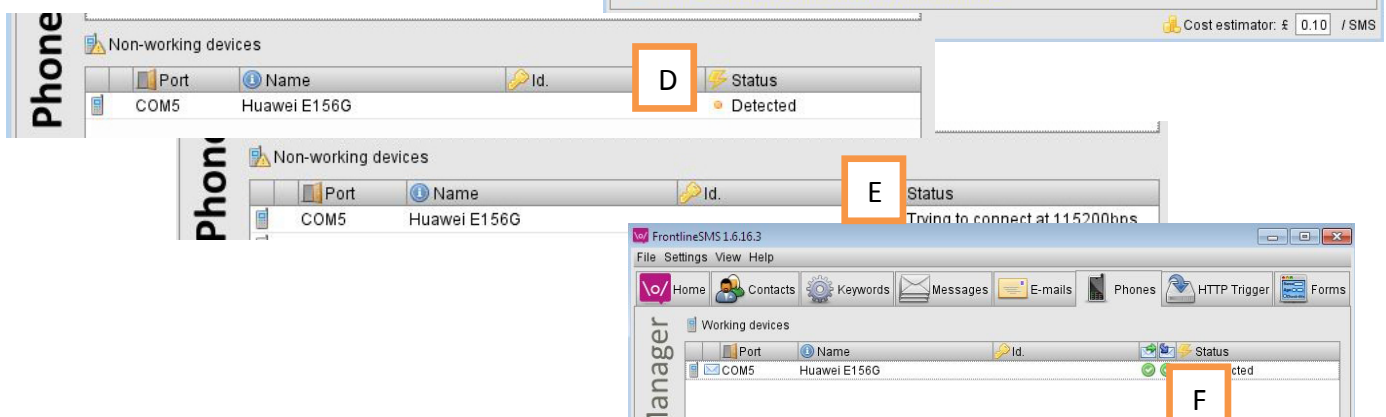 Cost estimator: £ 0.10 / SMS
Phone
Non-working devices
Port Name Id. D Status
COM5 Huawei E156G Detected
Phon
Non-working devices
Port Name Id. E Status
COM5 Huawei E156G Trying to connect at 115200bps
FrontlineSMS 1.6.16.3
File Settings View Help
\o/ Home Contacts Keywords Messages E-mails Phones HTTP Trigger Forms
anager
Working devices
Port Name Id. Status
COM5 Huawei E156G cted
F